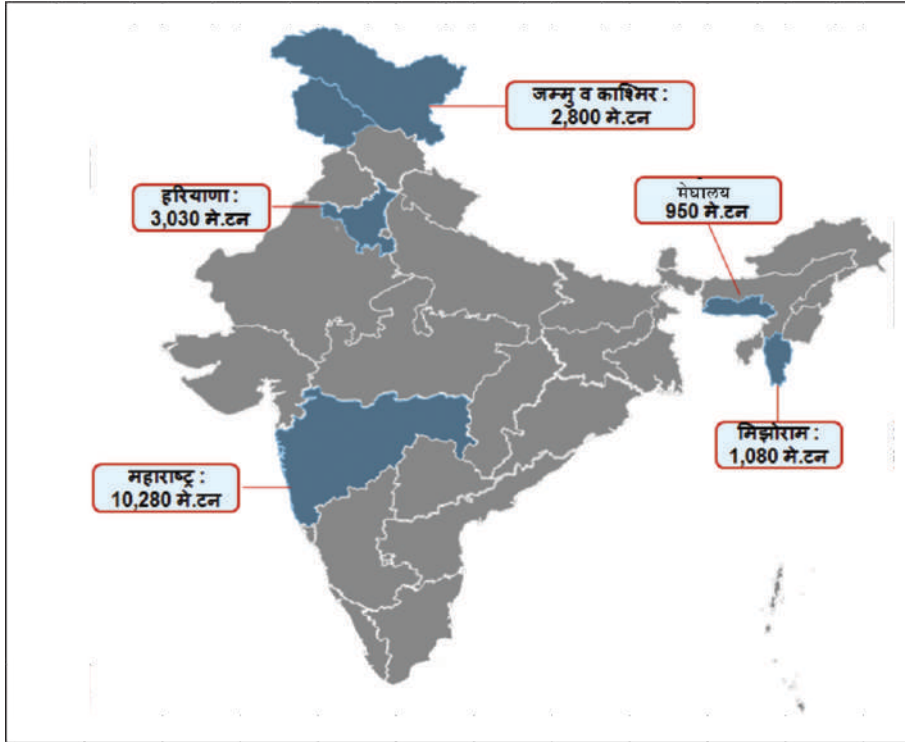 जम्मु व काश्मिर :
2,800 मे.टन
हरियाणा :
3,030 मे.टन
मेघालय
950 मे.टन
मिझोराम :
1,080 मे.टन
महाराष्ट्र :
10,280 मे.टन